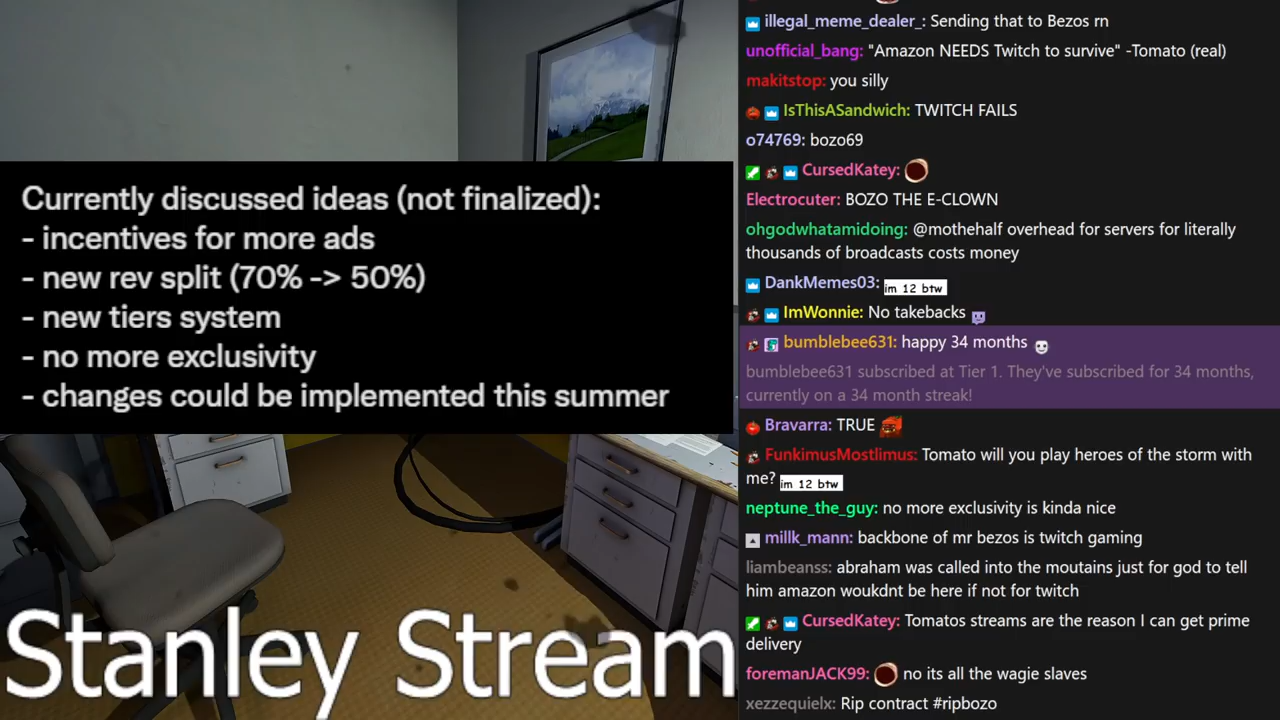 Currently discussed ideas (not finalized):
- incentives for more ads
- new rev split (70% -> 50%)
- new tiers system
- no more exclusivity
- changes could be implemented this summer
Stanley Stream
illegal_meme_dealer_: Sending that to Bezos rn
unofficial_bang: "Amazon NEEDS Twitch to survive" -Tomato (real)
makitstop: you silly
IsThisASandwich: TWITCH FAILS
o74769: bozo69
CursedKatey:
Electrocuter: BOZO THE E-CLOWN
ohgodwhatamidoing: @mothehalf overhead for servers for literally
thousands of broadcasts costs money
DankMemes03: im 12 btw
ImWonnie: No takebacks
bumblebee631: happy 34 months
bumblebee631 subscribed at Tier 1. They've subscribed for 34 months,
currently on a 34 month streak!
Bravarra: TRUE
FunkimusMostlimus: Tomato will you play heroes of the storm with
me? im 12 btw
neptune_the_guy: no more exclusivity is kinda nice
millk_mann: backbone of mr bezos is twitch gaming
liambeanss: abraham was called into the moutains just for god to tell
him amazon woukdnt be here if not for twitch
CursedKatey: Tomatos streams are the reason I can get prime
delivery
foremanJACK99: no its all the wagie slaves
xezzequielx: Rip contract #ripbozo